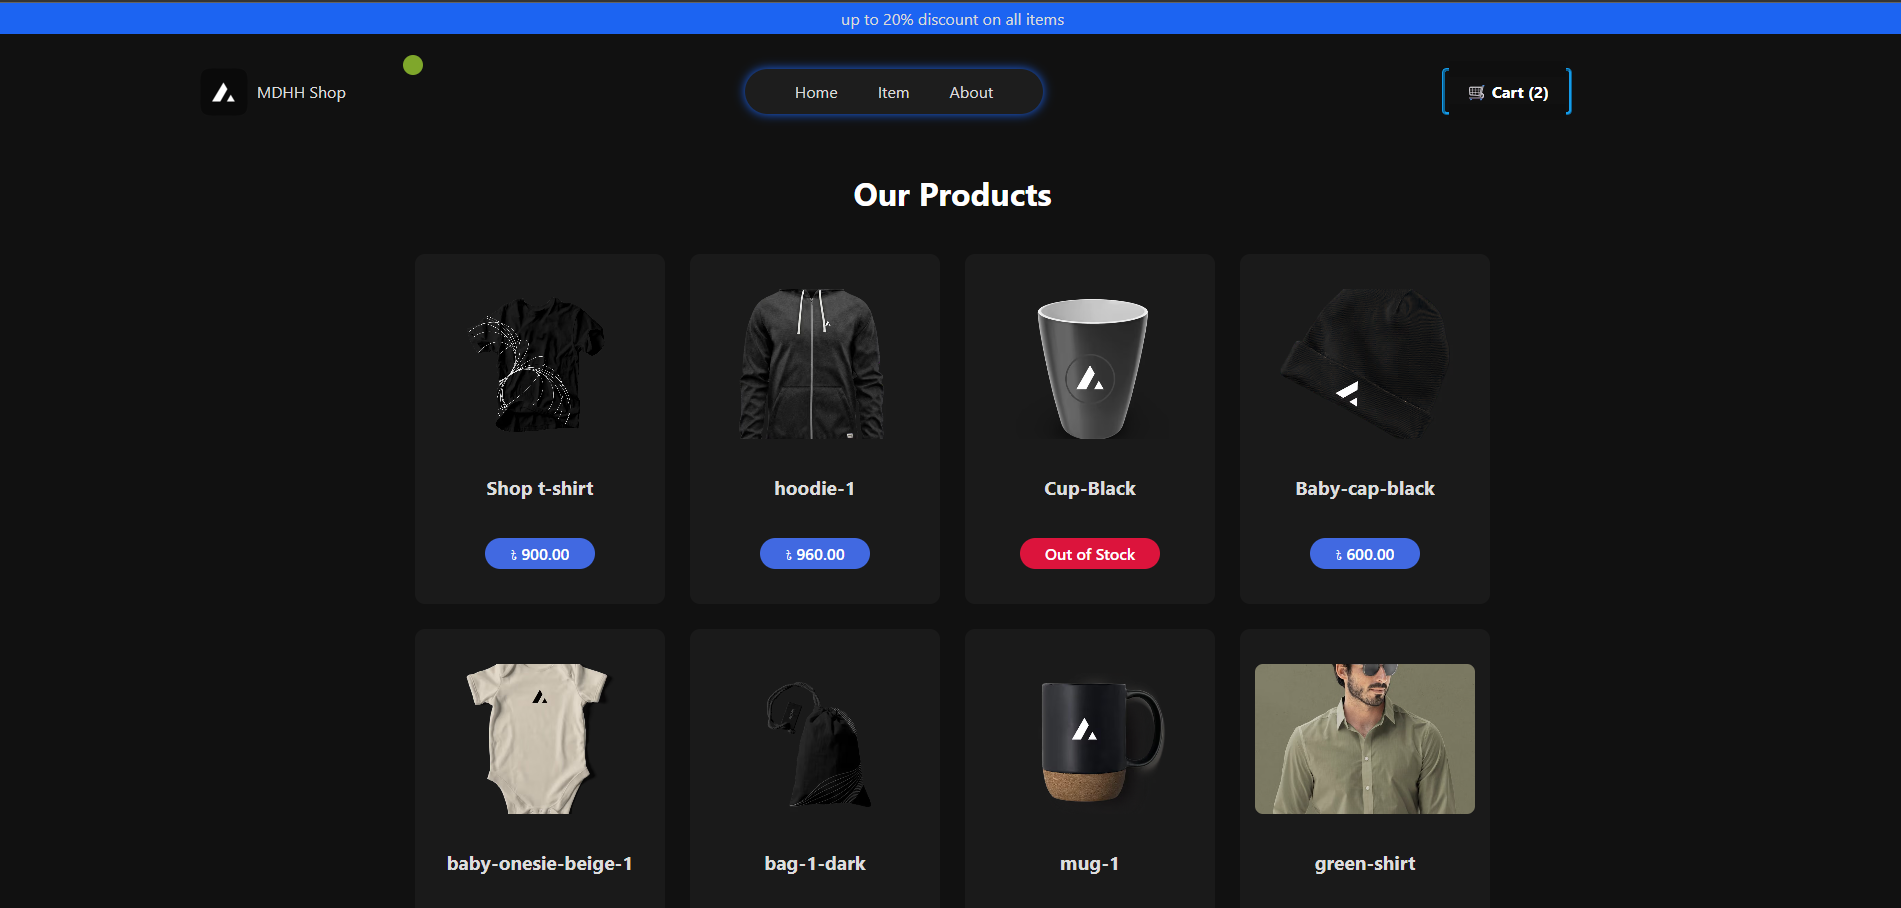 up to 20% discount on all items
MDHH Shop
Home Item About
Cart (2)
Our Products
Shop t-shirt
৳ 900.00
hoodie-1
৳ 960.00
Cup-Black
Out of Stock
Baby-cap-black
৳ 600.00
baby-onesie-beige-1
bag-1-dark
mug-1
green-shirt